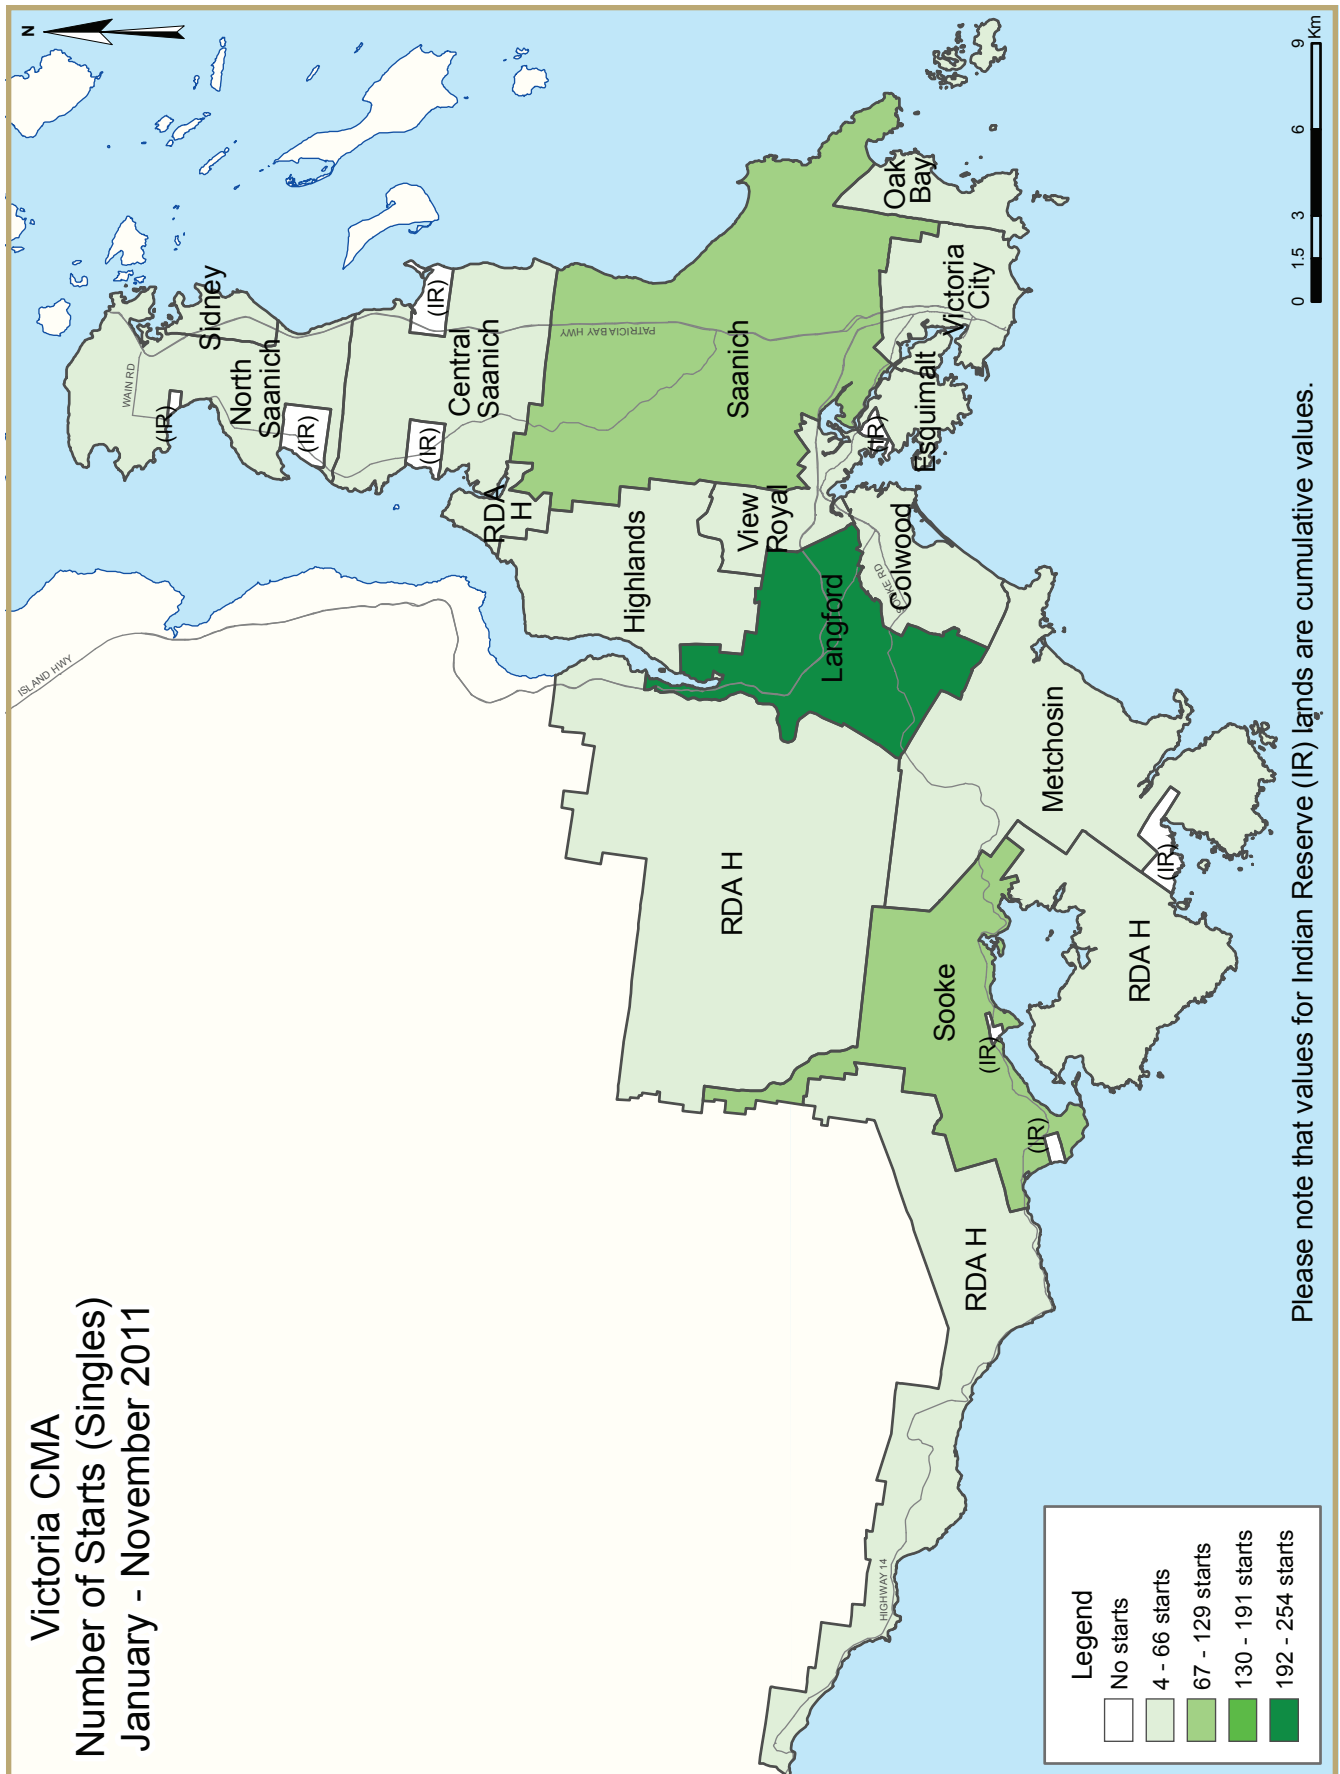 Victoria CMA
Number of Starts (Singles)
January - November 2011
N
ISLAND HWY
WAIN RD
Sidney
North
Saanich
(IR)
(IR)
(IR)
(IR)
Central
Saanich
PATRICIA BAY HWY
RDA
H
Saanich
Highlands
View
Royal
Oak
Bay
Victoria
City
Esquimalt
(IR)
Langford
Colwood
SOOKE RD
Metchosin
(IR)
RDA H
Sooke
(IR)
(IR)
RDA H
RDA H
HIGHWAY 14
Legend
No starts
4 - 66 starts
67 - 129 starts
130 - 191 starts
192 - 254 starts
0 1.5 3 6 9
Km
Please note that values for Indian Reserve (IR) lands are cumulative values.